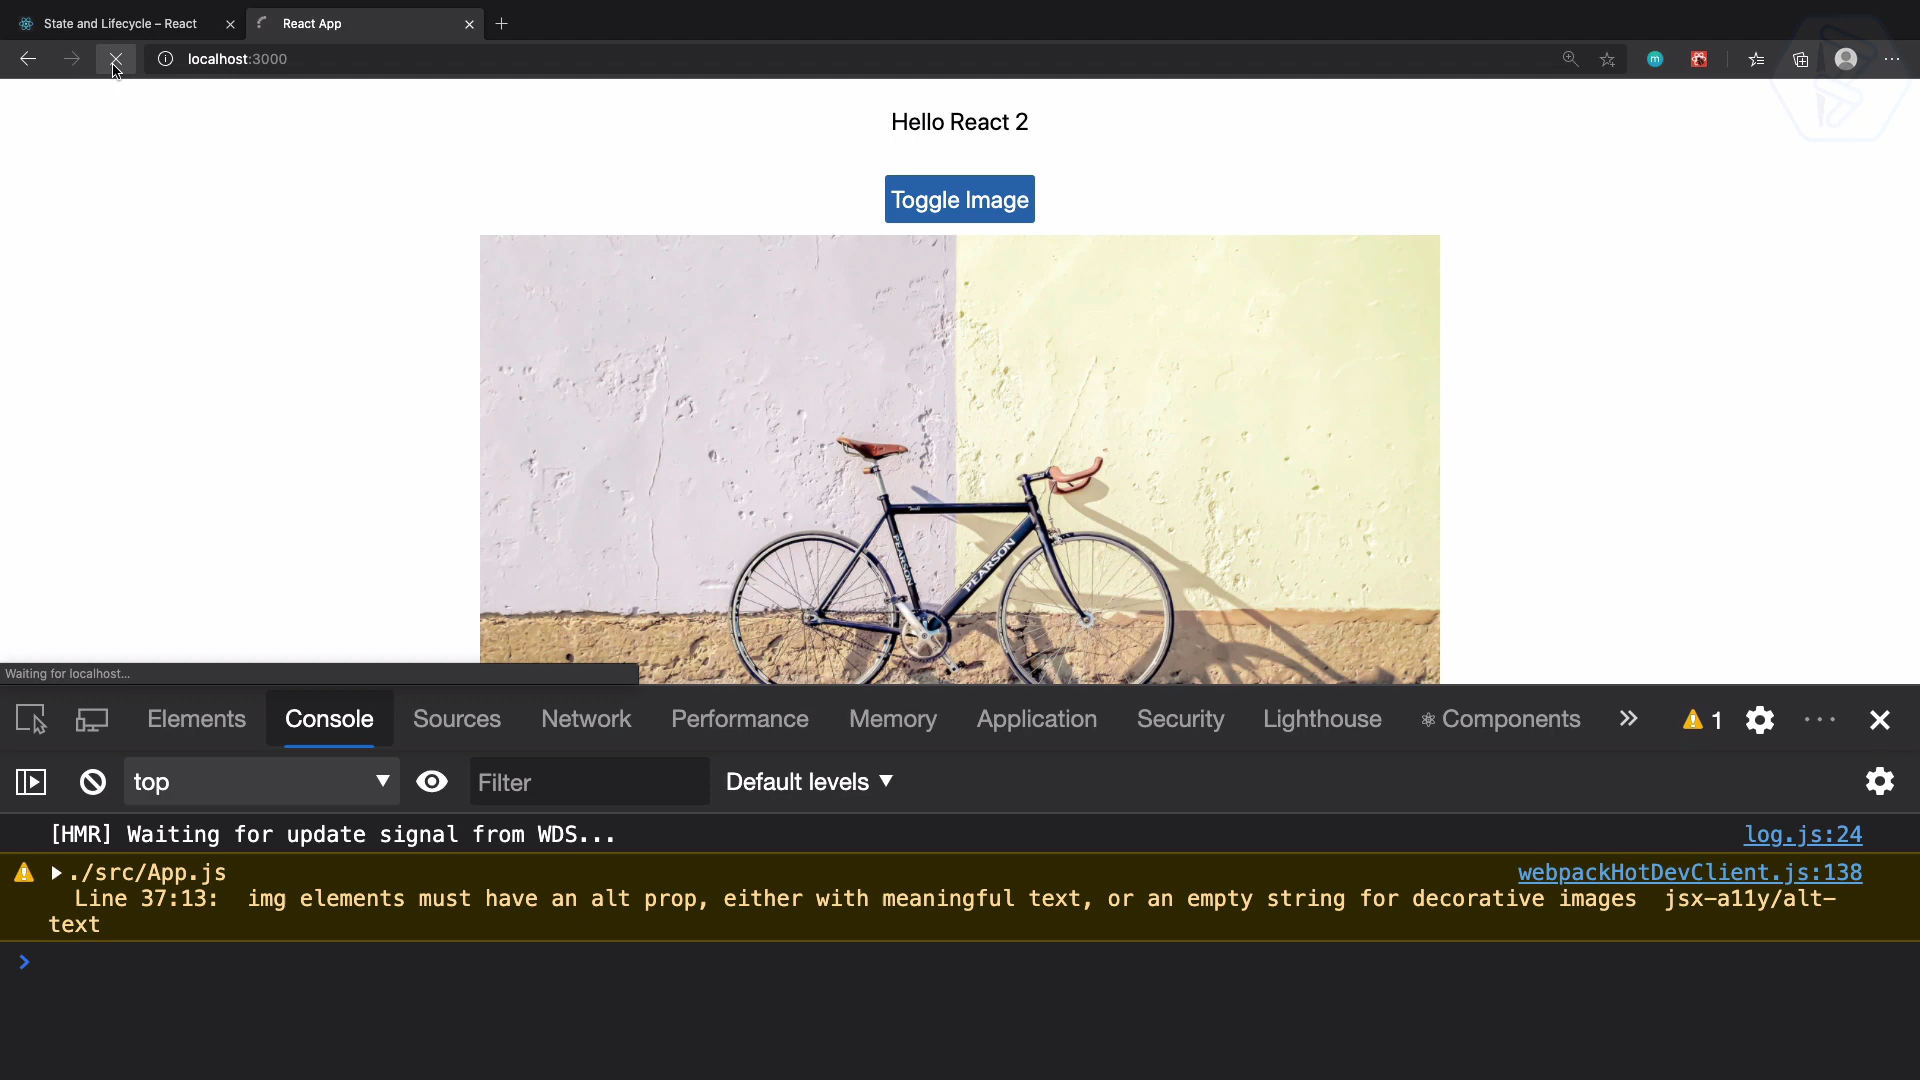 State and Lifecycle – React
React App
localhost:3000
m
Hello React 2
Toggle Image
PEARSON
PEARSON
Waiting for localhost...
Elements
Console
Sources
Network
Performance
Memory
Application
Security
Lighthouse
Components
1
top
Filter
Default levels
[HMR] Waiting for update signal from WDS...
log.js:24
./src/App.js
webpackHotDevClient.js:138
Line 37:13:  img elements must have an alt prop, either with meaningful text, or an empty string for decorative images  jsx-a11y/alt-
text